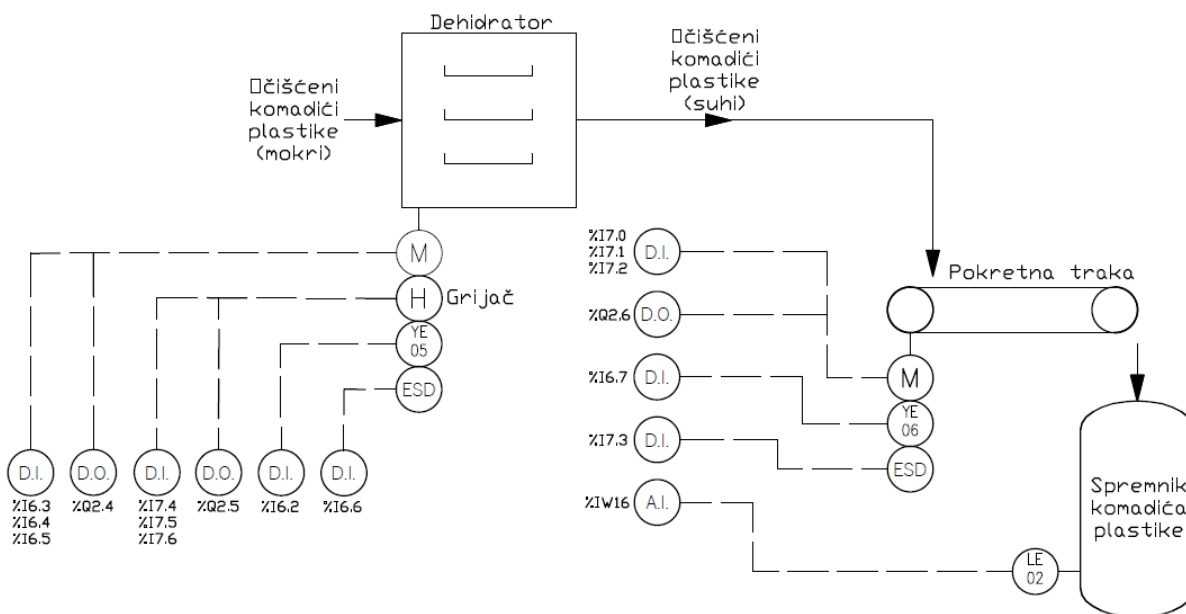 Dehidrator
Očišćeni
komadići
plastike
(mokri)
Očišćeni
komadići
plastike
(suhi)
M
H
Grijač
YE
05
ESD
D.I.
%I6.3
%I6.4
%I6.5
D.O.
%Q2.4
D.I.
%I7.4
%I7.5
%I7.6
D.O.
%Q2.5
D.I.
%I6.2
D.I.
%I6.6
%I7.0
%I7.1
%I7.2
D.I.
%Q2.6
D.O.
%I6.7
D.I.
%I7.3
D.I.
%IW16
A.I.
Pokretna traka
M
YE
06
ESD
LE
02
Spremnik
komadića
plastike